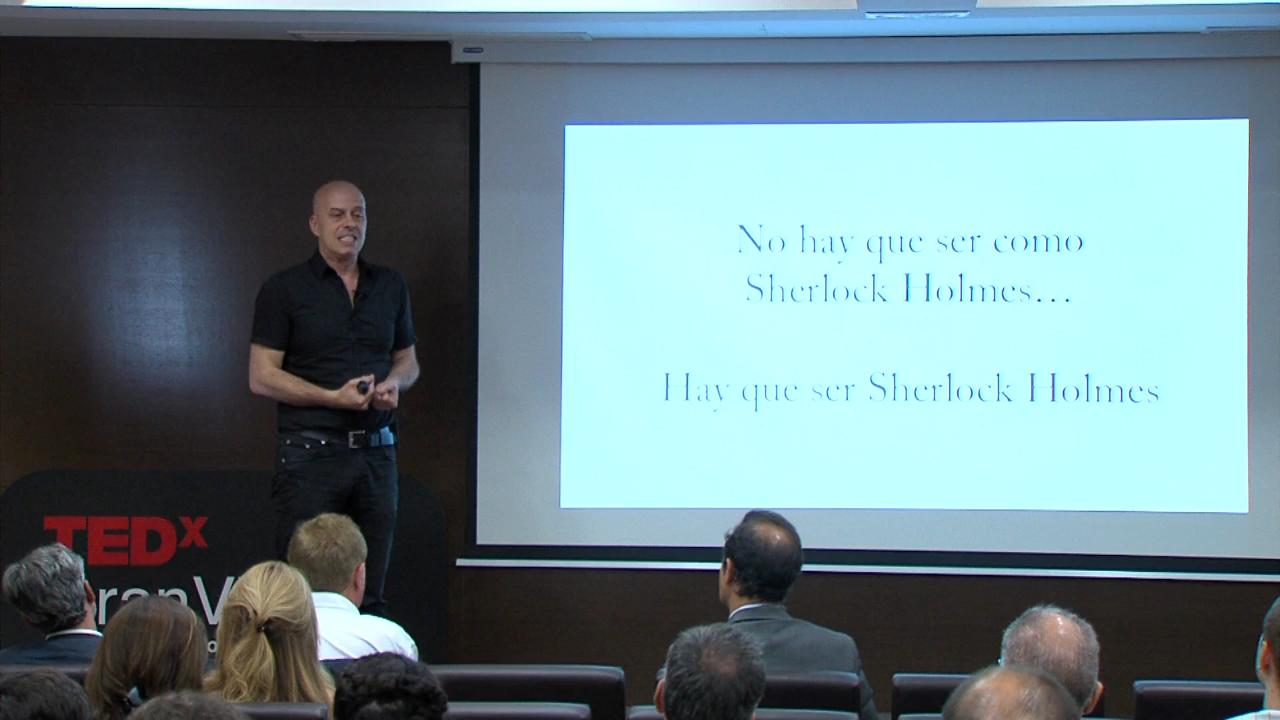 No hay que ser como
Sherlock Holmes...
Hay que ser Sherlock Holmes
TEDx